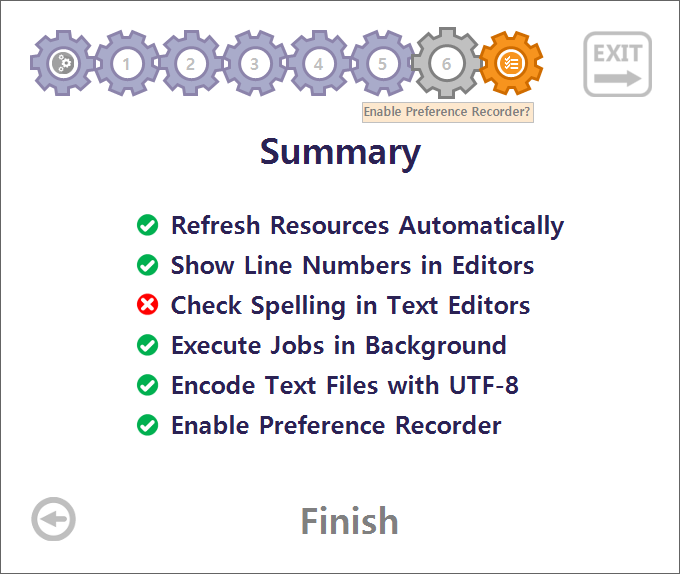 1 2 3 4 5 6 EXIT
Enable Preference Recorder?
Summary
Refresh Resources Automatically
Show Line Numbers in Editors
Check Spelling in Text Editors
Execute Jobs in Background
Encode Text Files with UTF-8
Enable Preference Recorder
Finish